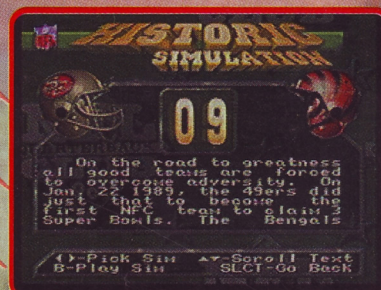 HISTORIC
SIMULATION
09
On the road to greatness
all good teams are forced
to overcome adversity. On
Jan. 22 1989, the 49ers did
just that to become the
first NFC team to claim 3
Super Bowls. The Bengals
◄►-Pick Sim ▲▼-Scroll Text
B-Play Sim SLCT-Go Back